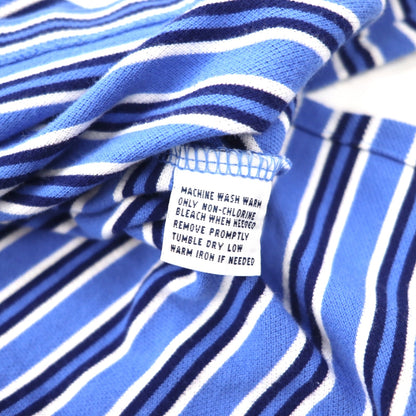 MACHINE WASH WARM
ONLY NON-CHLORINE
BLEACH WHEN NEEDED
REMOVE PROMPTLY
TUMBLE DRY LOW
WARM IRON IF NEEDED